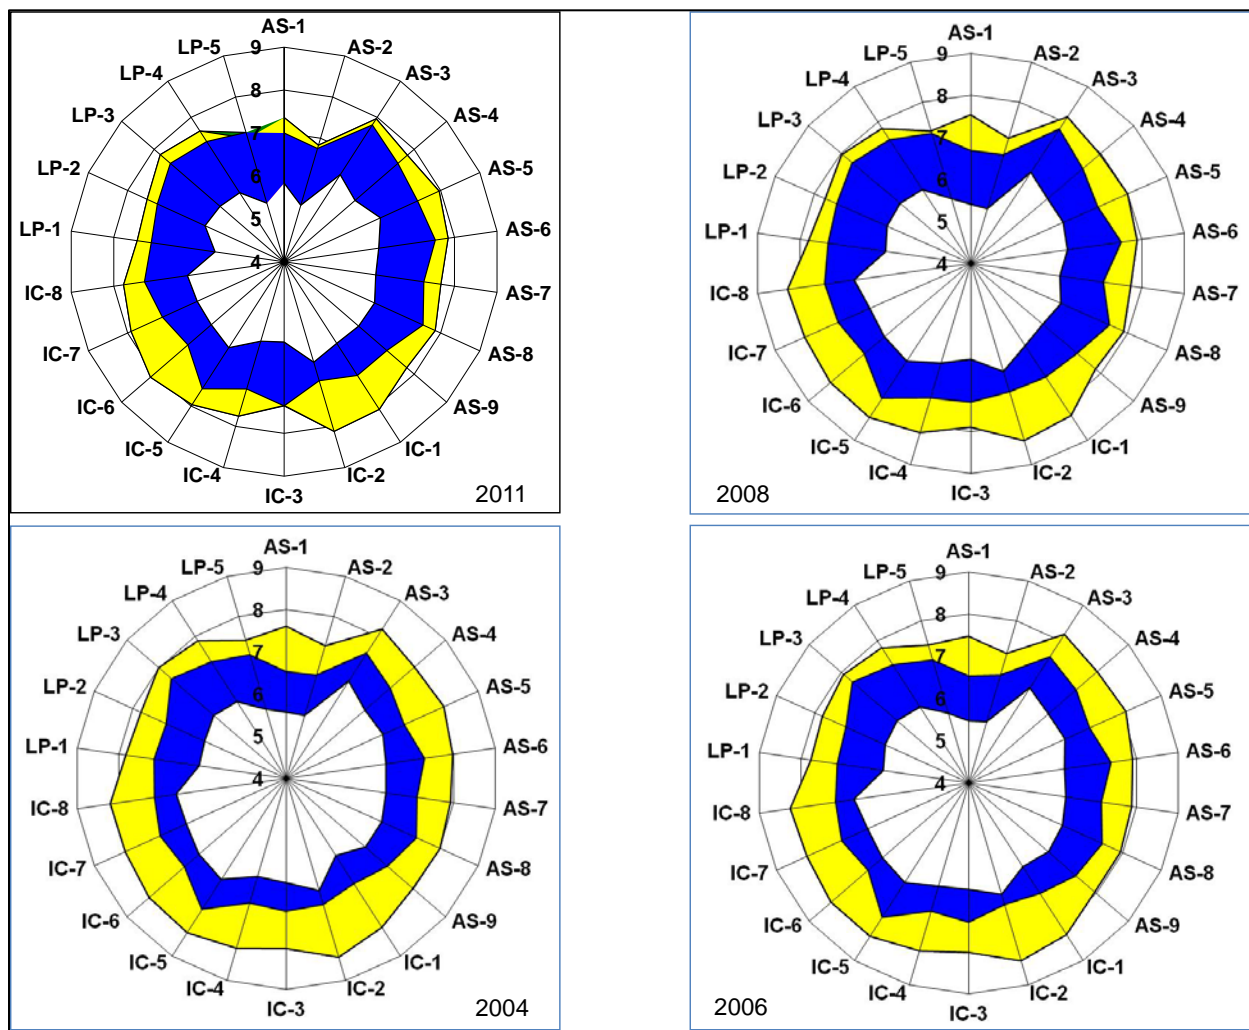 AS-1
LP-5 AS-2
LP-4 9 AS-3
LP-3 8 AS-4
LP-2 7 AS-5
6
LP-1 5 AS-6
4
IC-8 AS-7
IC-7 AS-8
IC-6 AS-9
IC-5 IC-1
IC-4 IC-2
IC-3
2011
AS-1
LP-5 AS-2
LP-4 9 AS-3
LP-3 8 AS-4
LP-2 7 AS-5
6
LP-1 5 AS-6
4
IC-8 AS-7
IC-7 AS-8
IC-6 AS-9
IC-5 IC-1
IC-4 IC-2
IC-3
2008
AS-1
LP-5 AS-2
LP-4 9 AS-3
LP-3 8 AS-4
LP-2 7 AS-5
6
LP-1 5 AS-6
4
IC-8 AS-7
IC-7 AS-8
IC-6 AS-9
IC-5 IC-1
IC-4 IC-2
IC-3
2004
AS-1
LP-5 AS-2
LP-4 9 AS-3
LP-3 8 AS-4
LP-2 7 AS-5
6
LP-1 5 AS-6
4
IC-8 AS-7
IC-7 AS-8
IC-6 AS-9
IC-5 IC-1
IC-4 IC-2
IC-3
2006